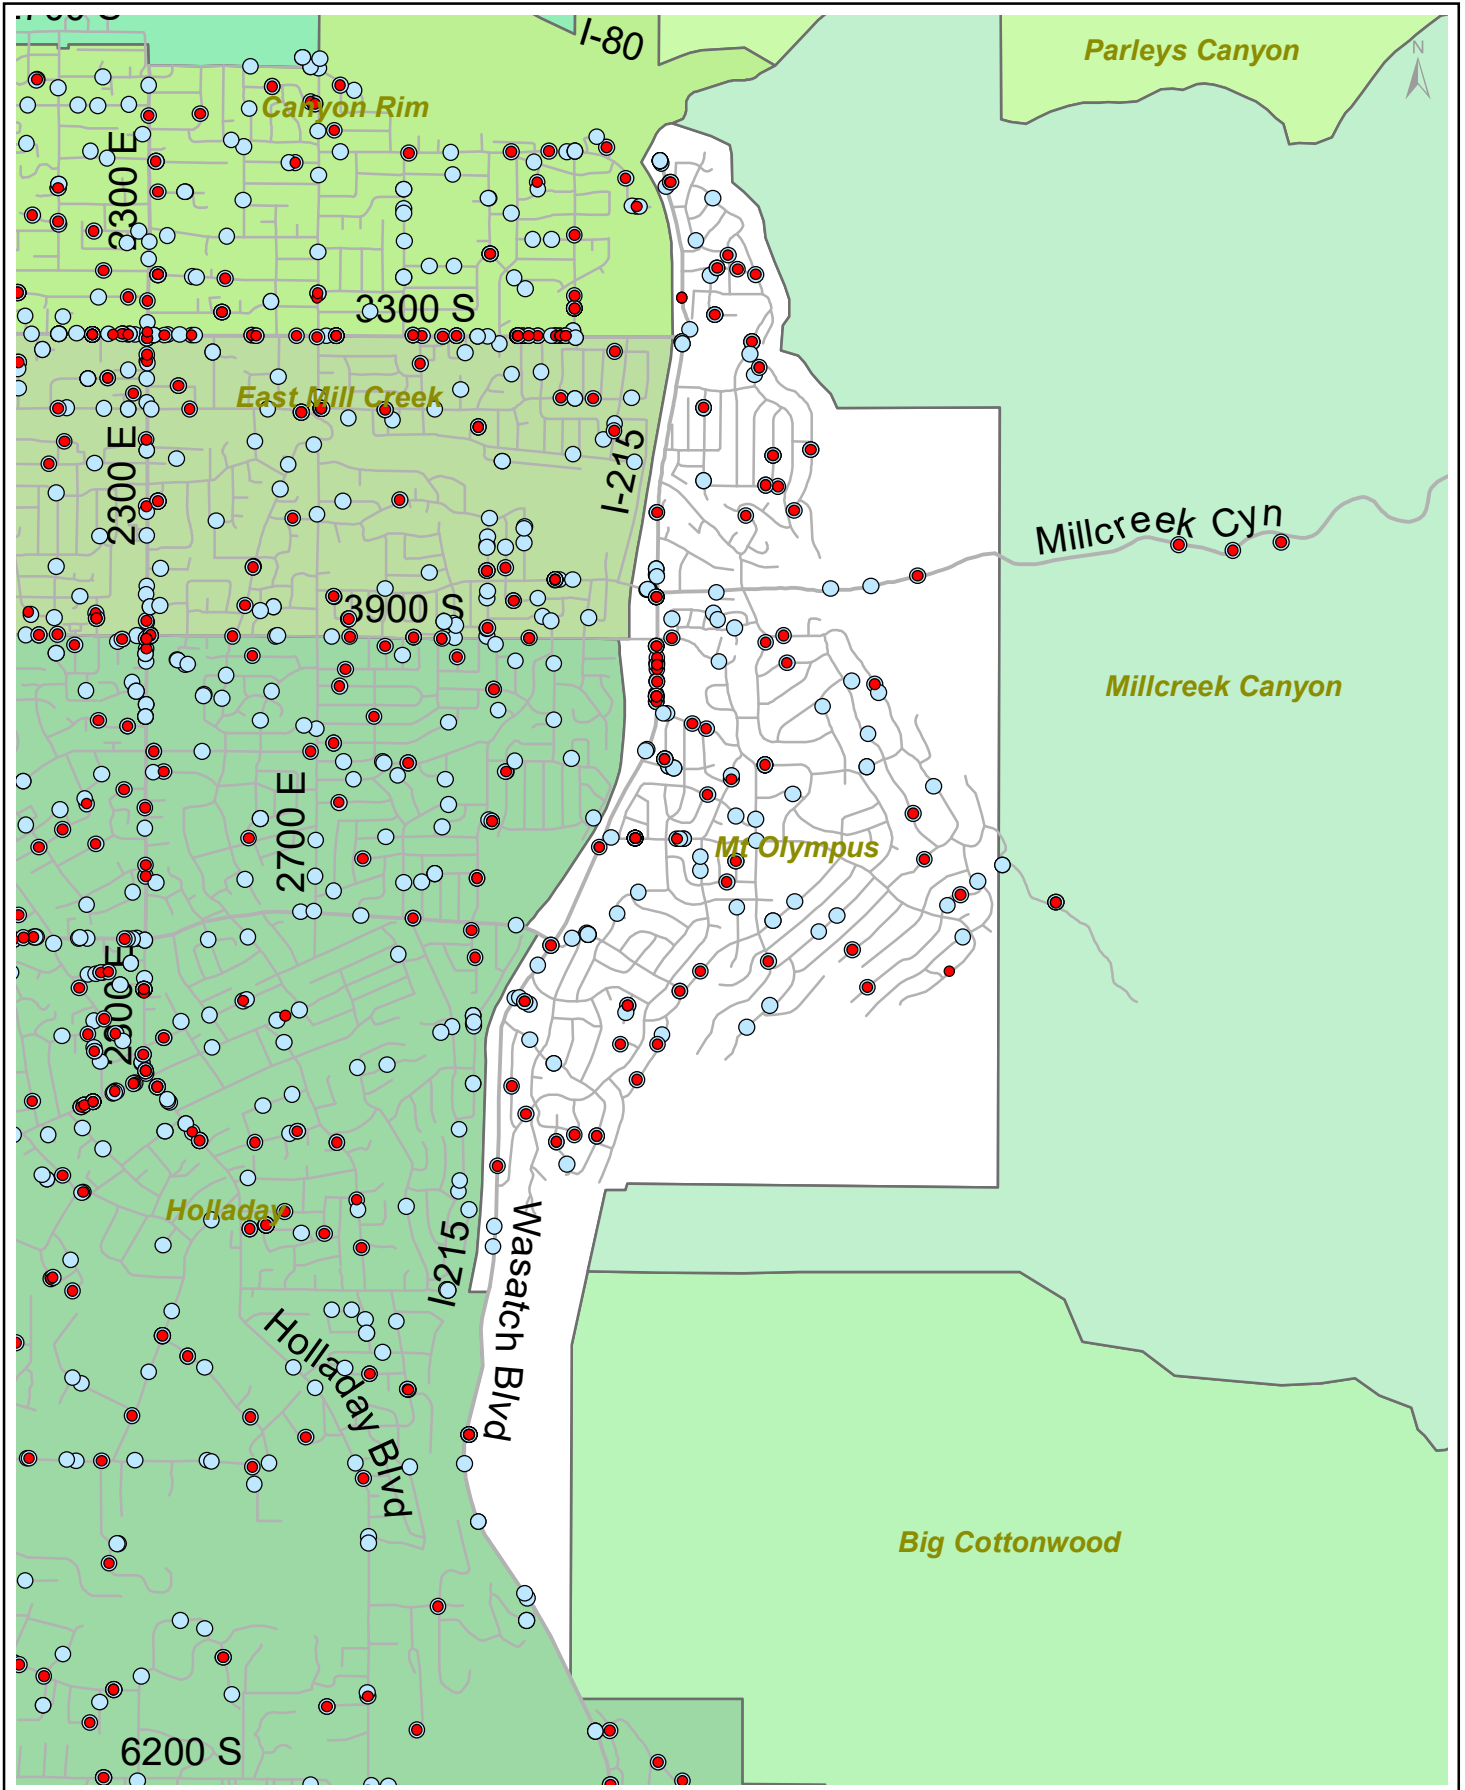 I-80
Parleys Canyon
N
Canyon Rim
2300 E
3300 S
East Mill Creek
2300 E
I-215
Millcreek Cyn
3900 S
Millcreek Canyon
2700 E
Mt Olympus
2300 E
Holladay
I-215
Wasatch Blvd
Holladay Blvd
Big Cottonwood
6200 S